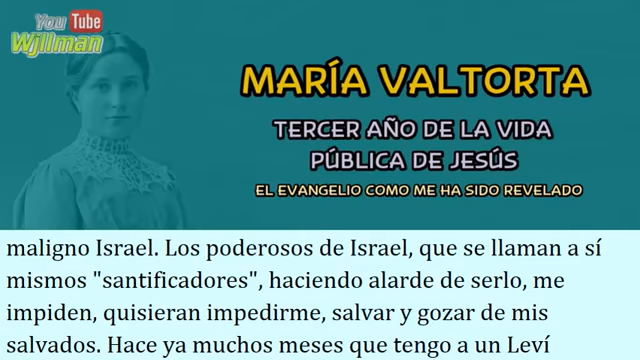 You Tube
Wjllman
MARÍA VALTORTA
TERCER AÑO DE LA VIDA
PÚBLICA DE JESÚS
EL EVANGELIO COMO ME HA SIDO REVELADO
maligno Israel. Los poderosos de Israel, que se llaman a sí
mismos "santificadores", haciendo alarde de serlo, me
impiden, quisieran impedirme, salvar y gozar de mis
salvados. Hace ya muchos meses que tengo a un Leví